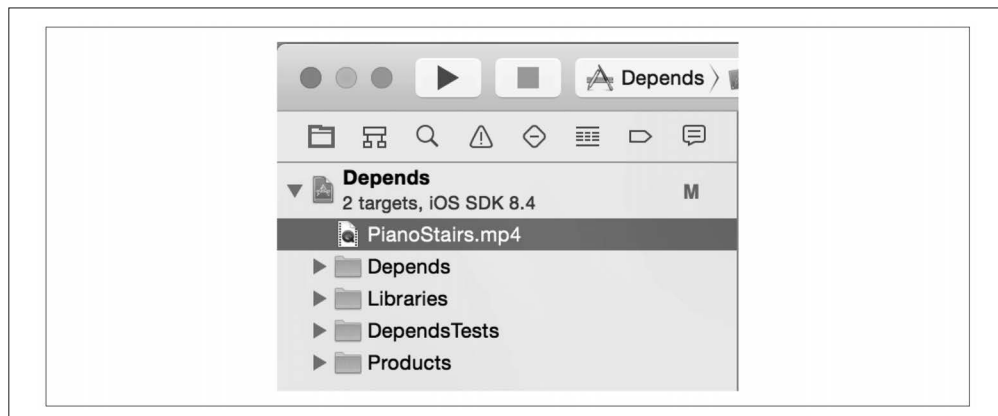 Depends
Depends
2 targets, iOS SDK 8.4
M
PianoStairs.mp4
Depends
Libraries
DependsTests
Products